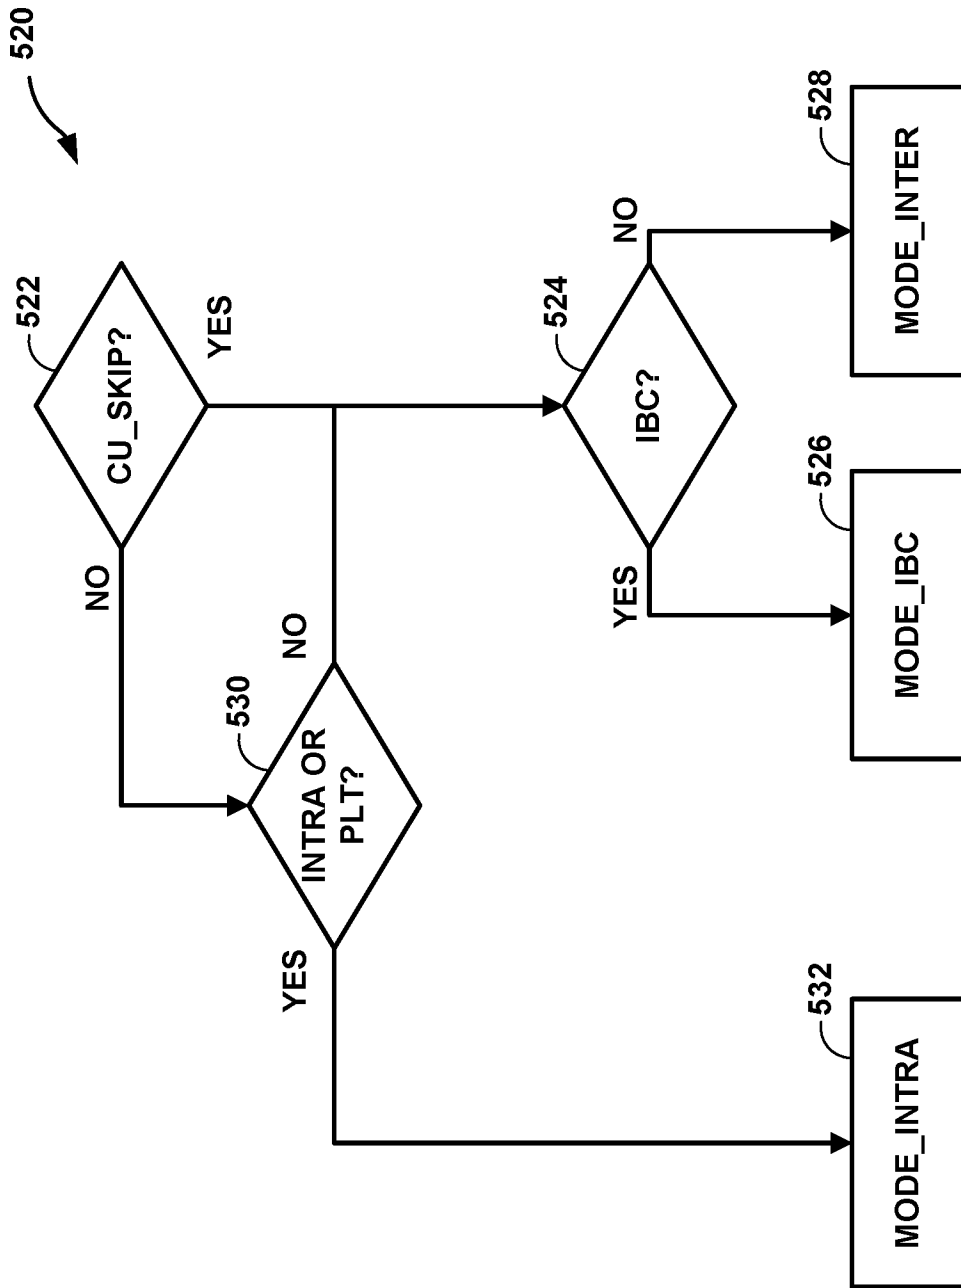 520
522
CU_SKIP?
NO
YES
530
INTRA OR
PLT?
YES
NO
524
IBC?
YES
NO
532
MODE_INTRA
526
MODE_IBC
528
MODE_INTER